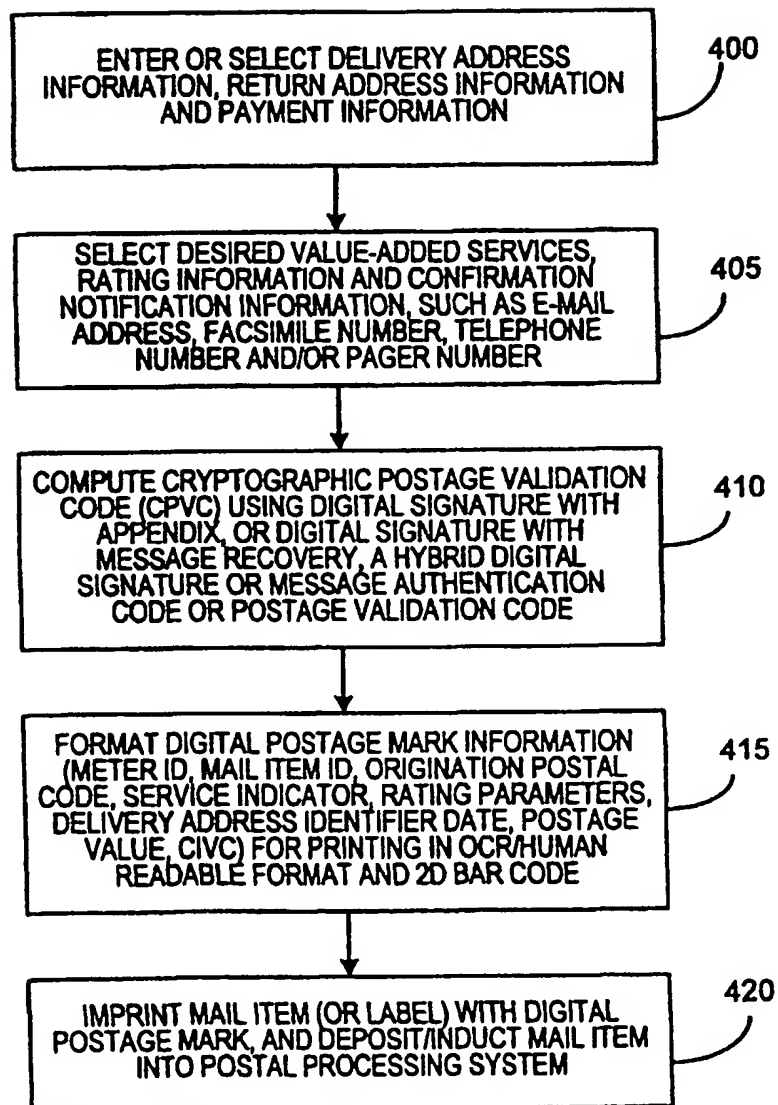 ENTER OR SELECT DELIVERY ADDRESS
INFORMATION, RETURN ADDRESS INFORMATION
AND PAYMENT INFORMATION
400
SELECT DESIRED VALUE-ADDED SERVICES,
RATING INFORMATION AND CONFIRMATION
NOTIFICATION INFORMATION, SUCH AS E-MAIL
ADDRESS, FACSIMILE NUMBER, TELEPHONE
NUMBER AND/OR PAGER NUMBER
405
COMPUTE CRYPTOGRAPHIC POSTAGE VALIDATION
CODE (CPVC) USING DIGITAL SIGNATURE WITH
APPENDIX, OR DIGITAL SIGNATURE WITH
MESSAGE RECOVERY, A HYBRID DIGITAL
SIGNATURE OR MESSAGE AUTHENTICATION
CODE OR POSTAGE VALIDATION CODE
410
FORMAT DIGITAL POSTAGE MARK INFORMATION
(METER ID, MAIL ITEM ID, ORIGINATION POSTAL
CODE, SERVICE INDICATOR, RATING PARAMETERS,
DELIVERY ADDRESS IDENTIFIER DATE, POSTAGE
VALUE, CIVC) FOR PRINTING IN OCR/HUMAN
READABLE FORMAT AND 2D BAR CODE
415
IMPRINT MAIL ITEM (OR LABEL) WITH DIGITAL
POSTAGE MARK, AND DEPOSIT/INDUCT MAIL ITEM
INTO POSTAL PROCESSING SYSTEM
420